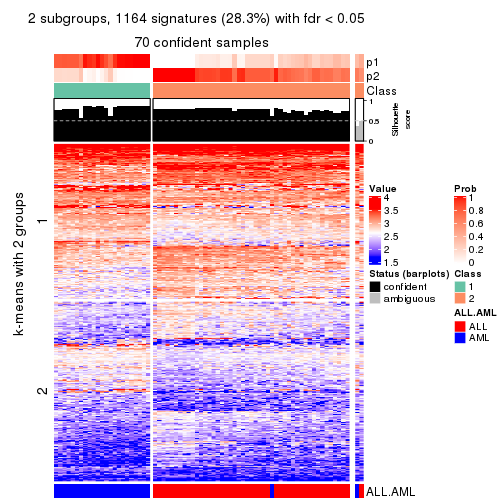 2 subgroups, 1164 signatures (28.3%) with fdr < 0.05
70 confident samples
p1
p2
Class
1
0.5
0
Silhouette
score
k-means with 2 groups
1
2
Value
4
3.5
3
2.5
2
1.5
Prob
1
0.8
0.6
0.4
0.2
0
Status (barplots)
confident
ambiguous
Class
1
2
ALL.AML
ALL
AML
ALL.AML